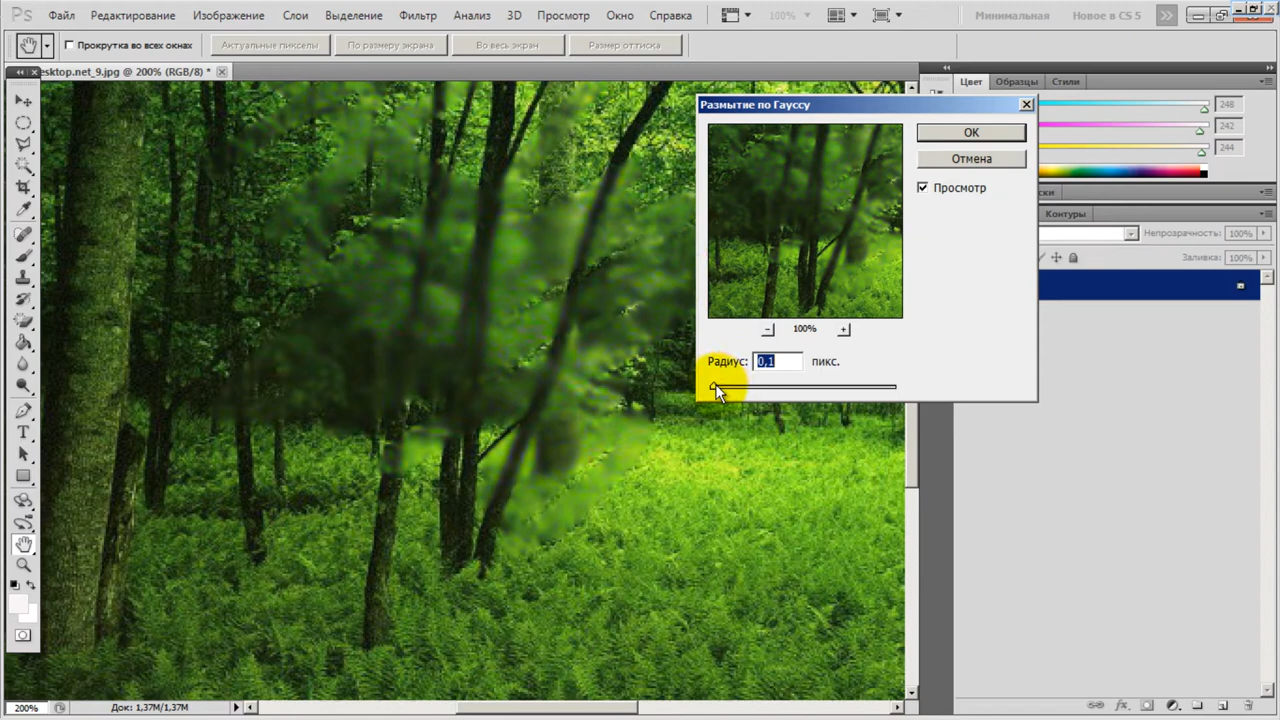 Ps Файл Редактирование Изображение Слои Выделение Фильтр Анализ 3D Просмотр Окно Справка 100% Минимальная Новое в CS 5
Прокрутка во всех окнах Актуальные пикселы По размеру экрана Во весь экран Размер оттиска
esktop.net_9.jpg @ 200% (RGB/8) *
Цвет Образцы Стили
248
242
244
Размытие по Гауссу
OK
Отмена
Просмотр
100%
Радиус: 0,1 пикс.
ски
Контуры
Непрозрачность: 100%
Заливка: 100%
T
200% Док: 1,37M/1,37M
fx